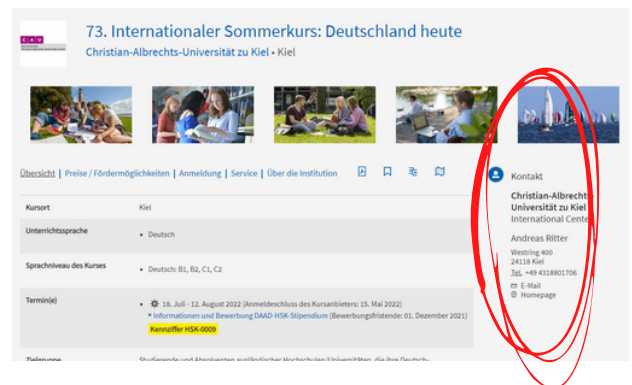 C A U
73. Internationaler Sommerkurs: Deutschland heute
Christian-Albrechts-Universität zu Kiel • Kiel
Übersicht | Preise / Fördermöglichkeiten | Anmeldung | Service | Über die Institution
Kontakt
Christian-Albrechts-
Universität zu Kiel
International Center
Andreas Ritter
Westring 400
24118 Kiel
Tel. +49 4318801706
E-Mail
Homepage
Kursort Kiel
Unterrichtssprache • Deutsch
Sprachniveau des Kurses • Deutsch: B1, B2, C1, C2
Termin(e) • 18. Juli - 12. August 2022 (Anmeldeschluss des Kursanbieters: 15. Mai 2022)
Informationen und Bewerbung DAAD-HSK-Stipendium (Bewerbungsfristende: 01. Dezember 2021)
Kennziffer HSK-0009
Zielgruppe Studierende und Absolventen ausländischer Hochschulen/Universitäten, die ihre Deutsch-